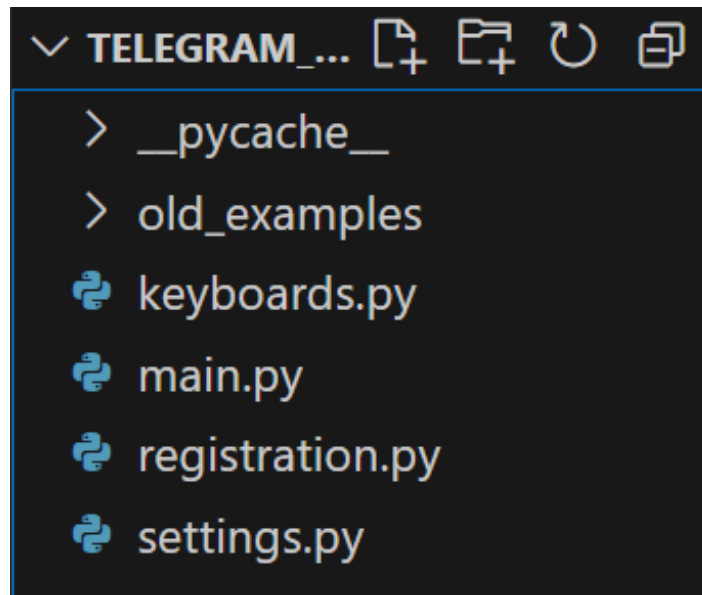 TELEGRAM_...
__pycache__
old_examples
keyboards.py
main.py
registration.py
settings.py